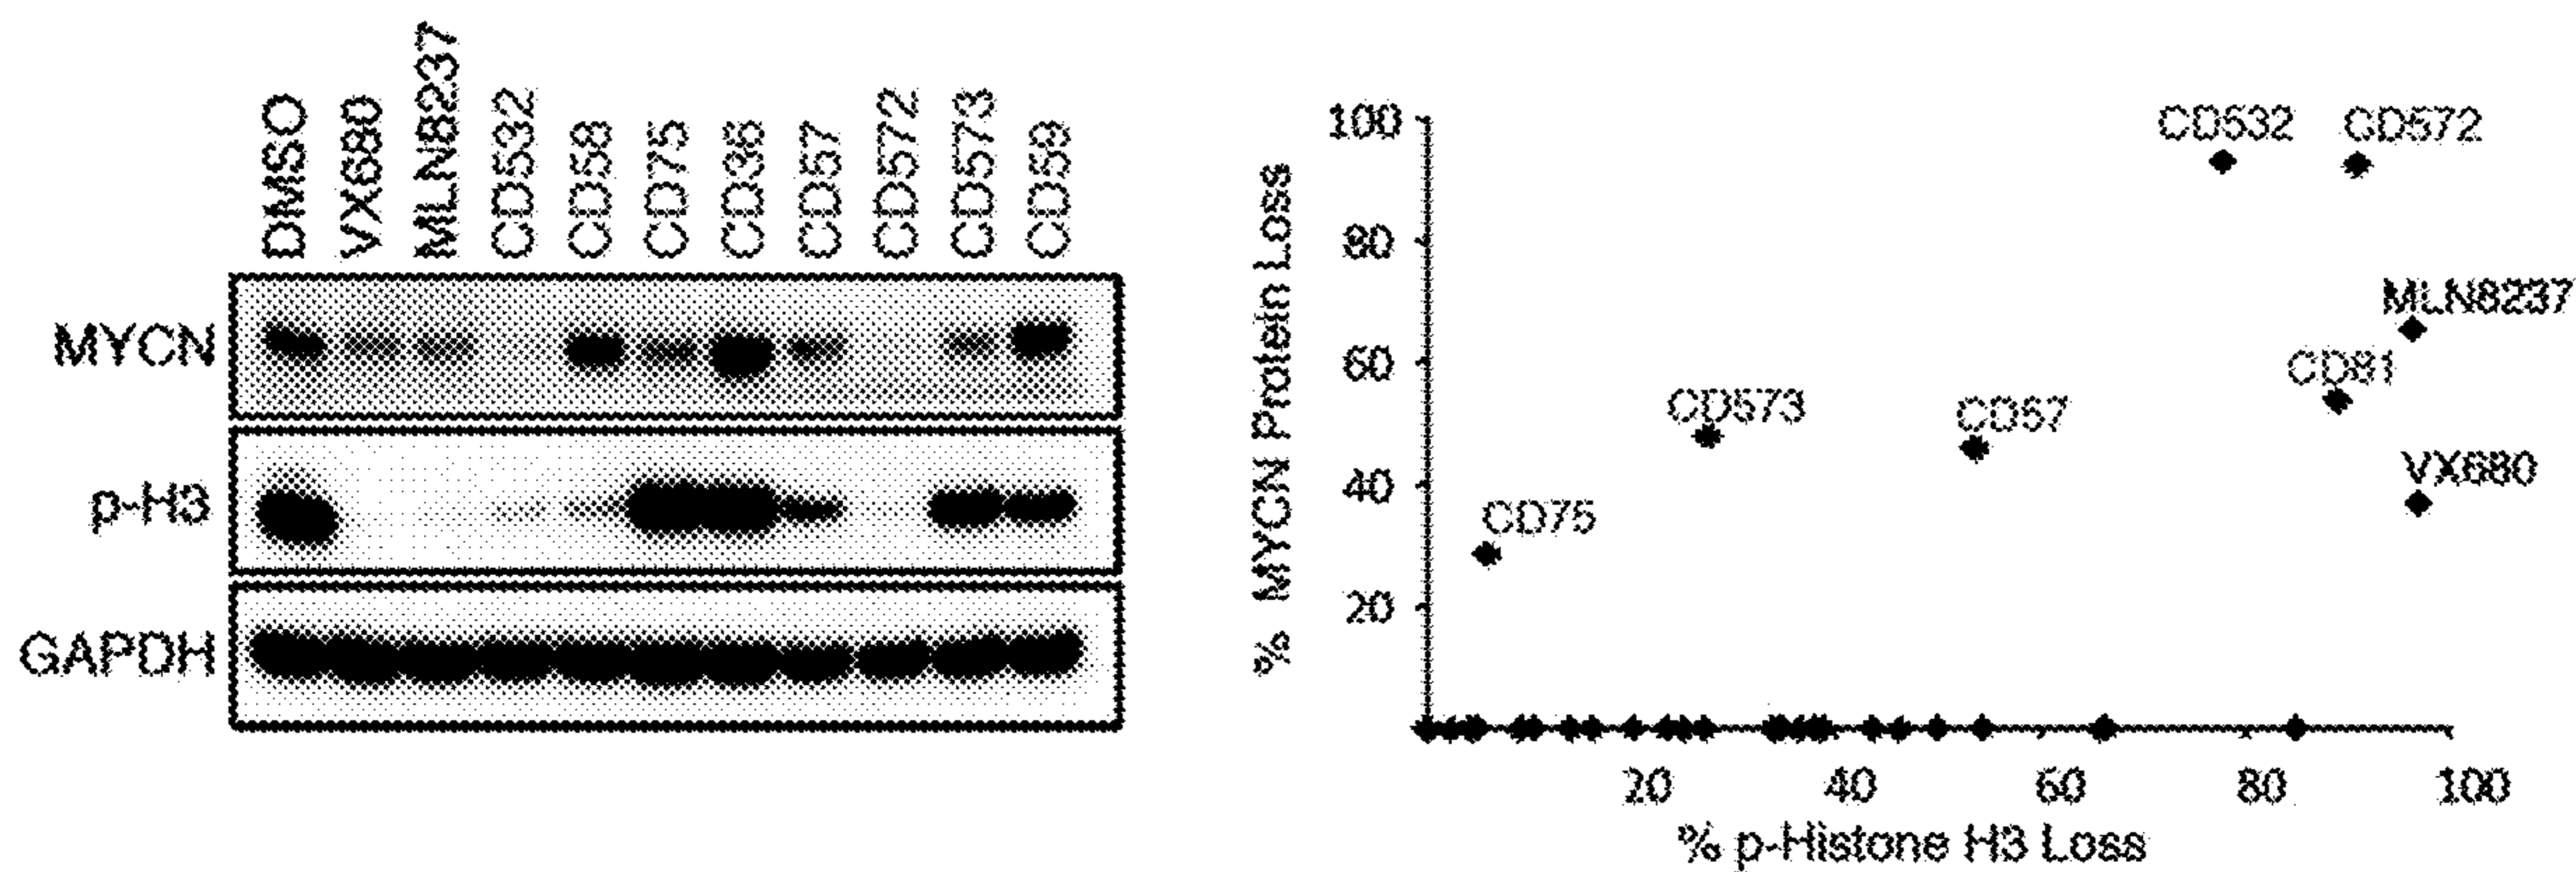 DMSO
VX680
MLN8237
CD532
CD58
CD75
CD36
CD57
CD572
CD573
CD59
MYCN
p-H3
GAPDH
% MYCN Protein Loss
100
80
60
40
20
CD532
CD572
MLN8237
CD81
CD573
CD57
VX680
CD75
20
40
60
80
100
% p-Histone H3 Loss